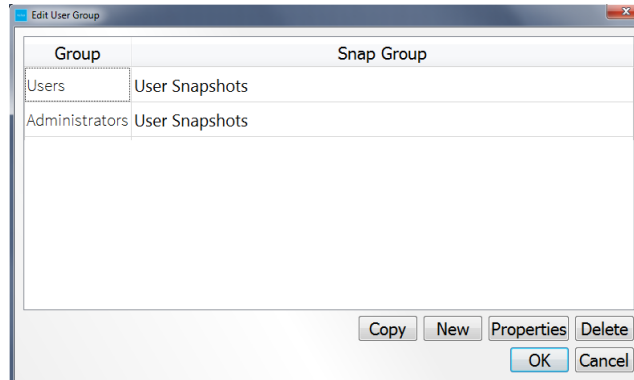 Edit User Group
Group Snap Group
Users User Snapshots
Administrators User Snapshots
Copy New Properties Delete
OK Cancel